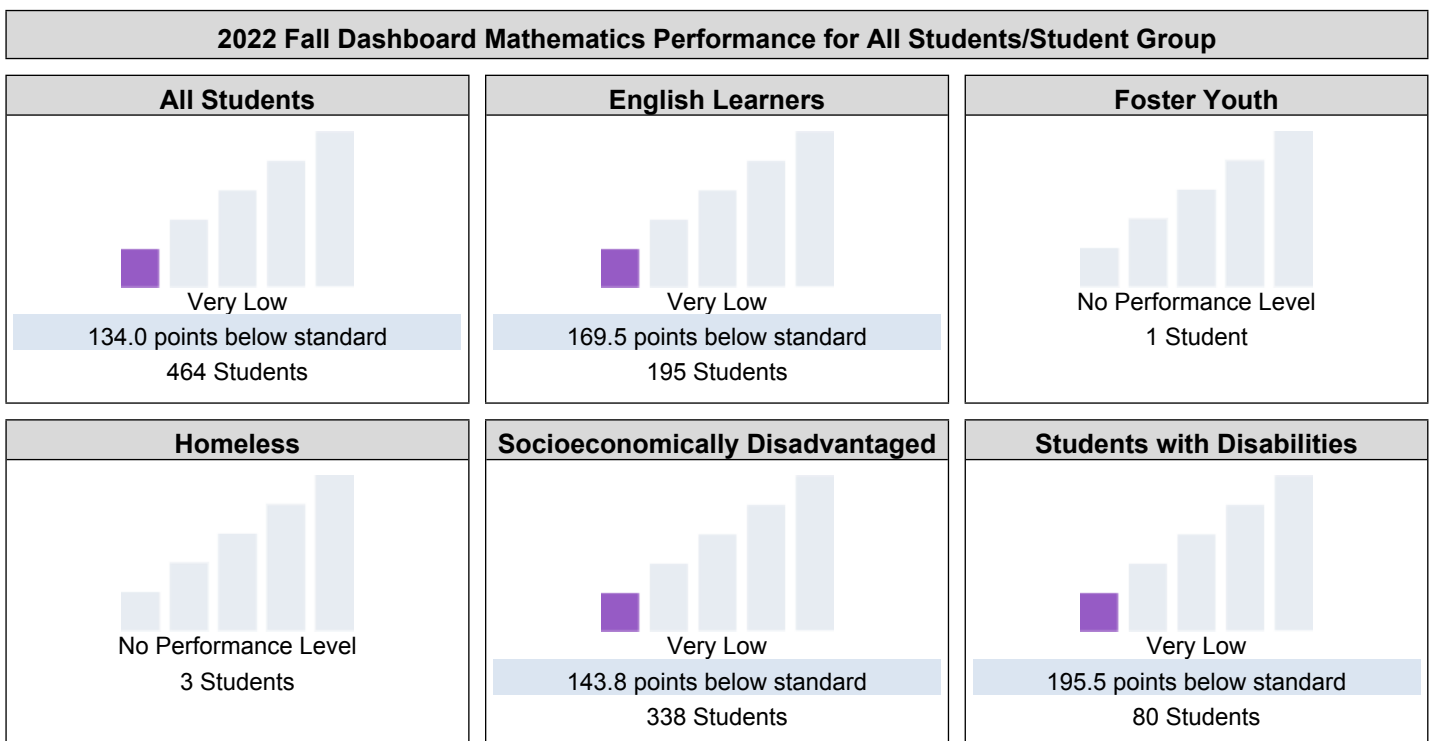 2022 Fall Dashboard Mathematics Performance for All Students/Student Group
All Students
Very Low
134.0 points below standard
464 Students
English Learners
Very Low
169.5 points below standard
195 Students
Foster Youth
No Performance Level
1 Student
Homeless
No Performance Level
3 Students
Socioeconomically Disadvantaged
Very Low
143.8 points below standard
338 Students
Students with Disabilities
Very Low
195.5 points below standard
80 Students